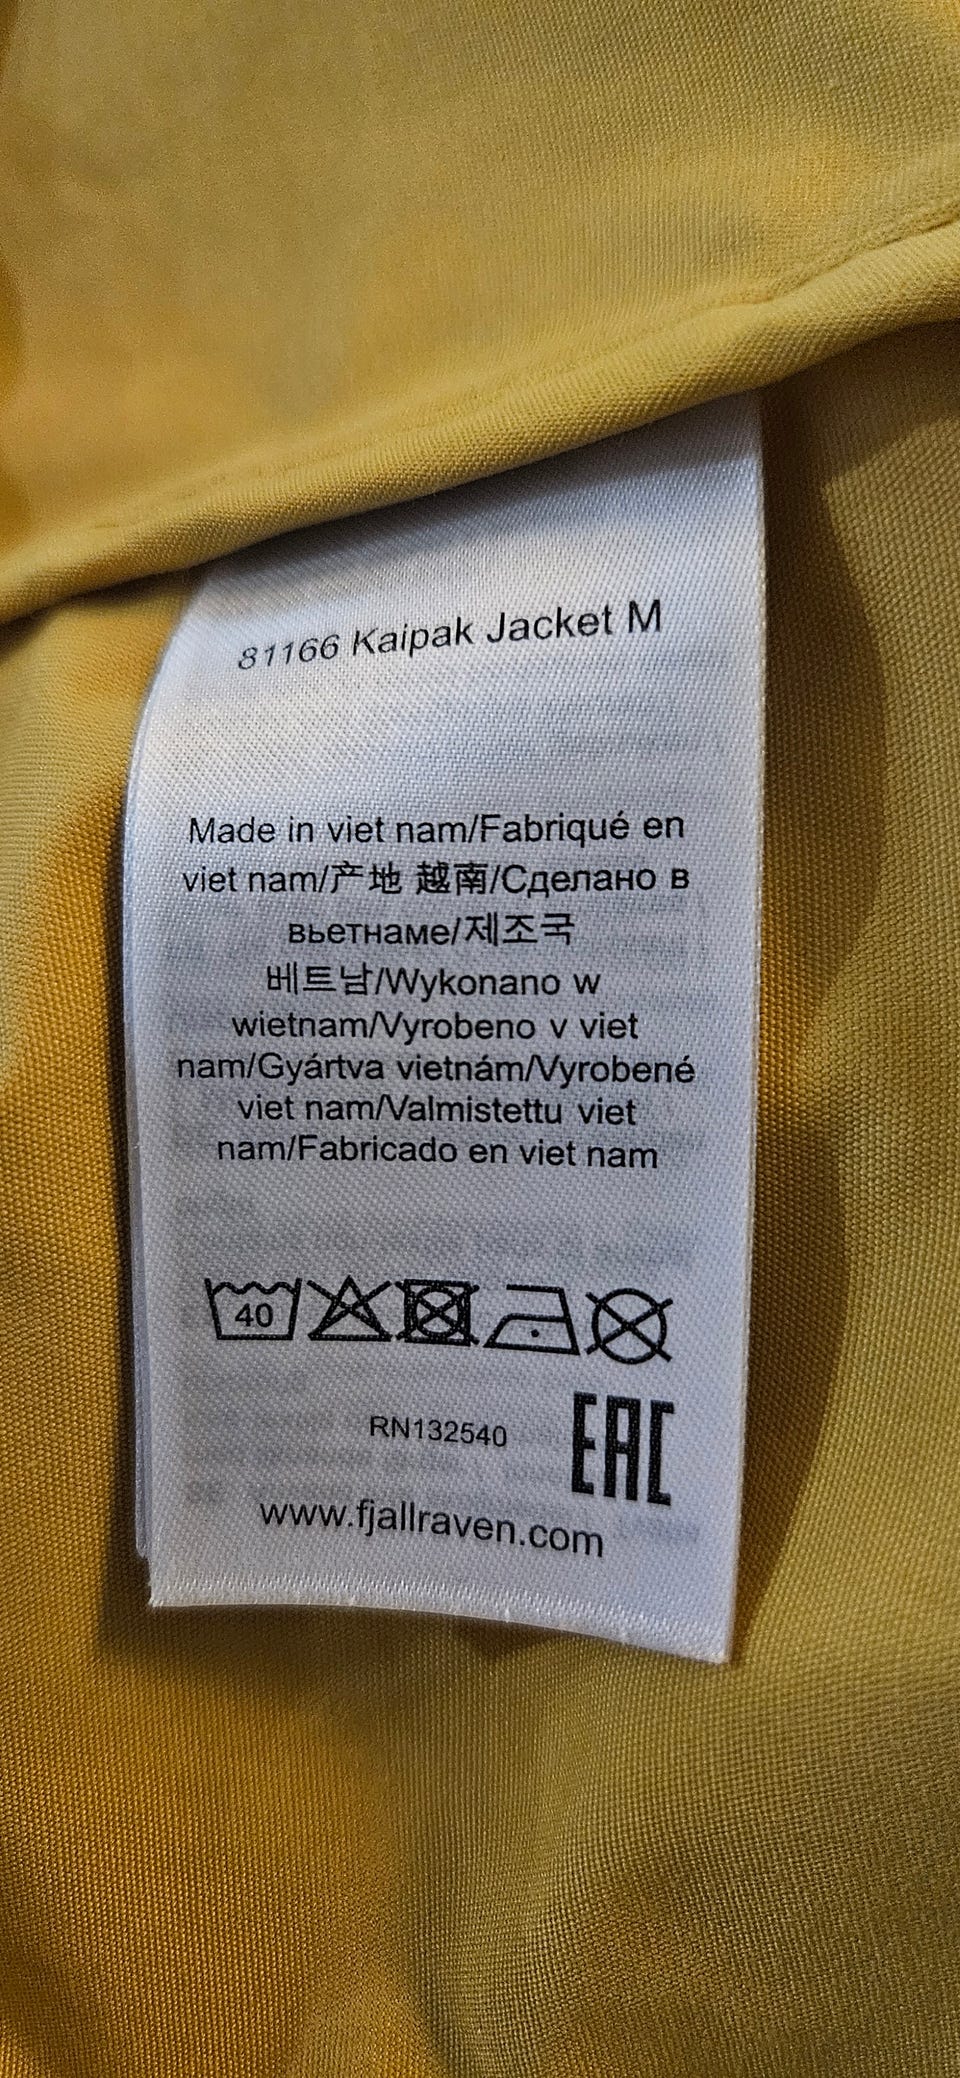 81166 Kaipak Jacket M
Made in viet nam/Fabriqué en
viet nam/产地 越南/Сделано в
вьетнаме/제조국
베트남/Wykonano w
wietnam/Vyrobeno v viet
nam/Gyártva vietnám/Vyrobené
viet nam/Valmistettu viet
nam/Fabricado en viet nam
40
RN132540
EAC
www.fjallraven.com